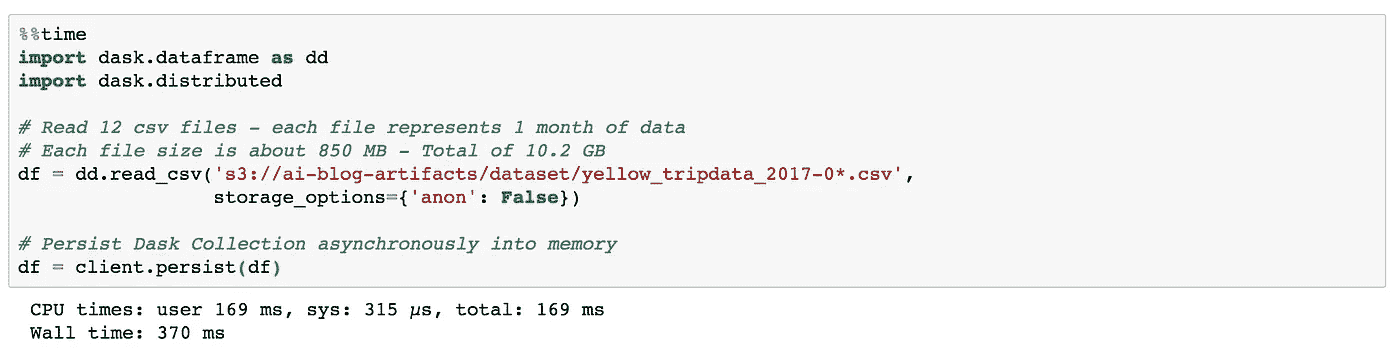 %%time
import dask.dataframe as dd
import dask.distributed
# Read 12 csv files – each file represents 1 month of data
# Each file size is about 850 MB – Total of 10.2 GB
df = dd.read_csv('s3://ai-blog-artifacts/dataset/yellow_tripdata_2017-0*.csv',
storage_options={'anon': False})
# Persist Dask Collection asynchronously into memory
df = client.persist(df)
CPU times: user 169 ms, sys: 315 µs, total: 169 ms
Wall time: 370 ms